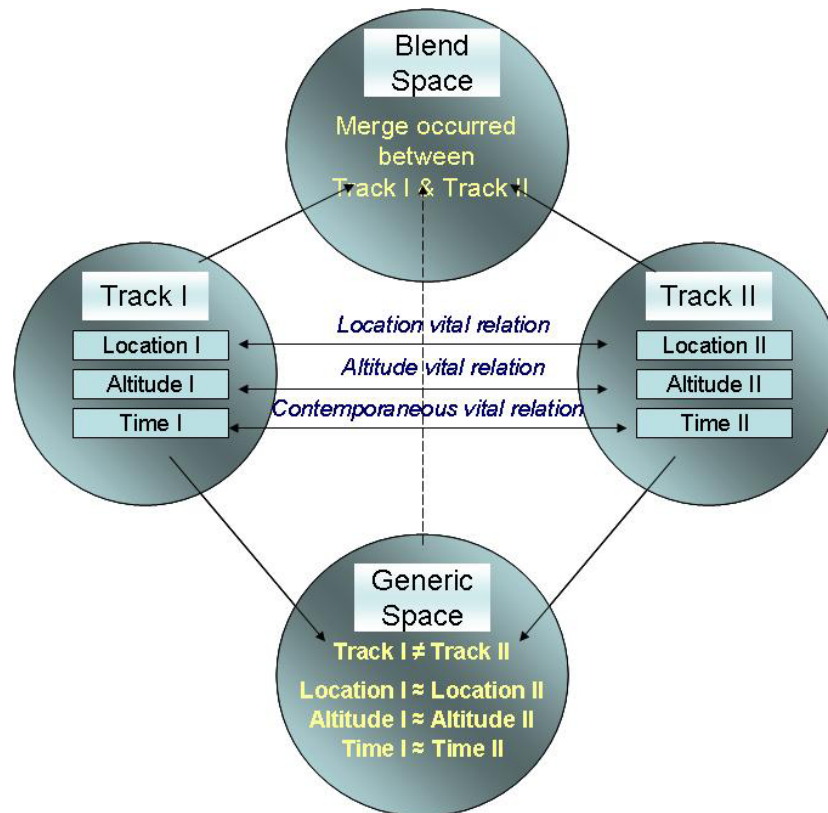 Blend
Space
Merge occurred
between
Track I & Track II
Track I
Location I
Altitude I
Time I
Location vital relation
Altitude vital relation
Contemporaneous vital relation
Track II
Location II
Altitude II
Time II
Generic
Space
Track I ≠ Track II
Location I ≈ Location II
Altitude I ≈ Altitude II
Time I ≈ Time II